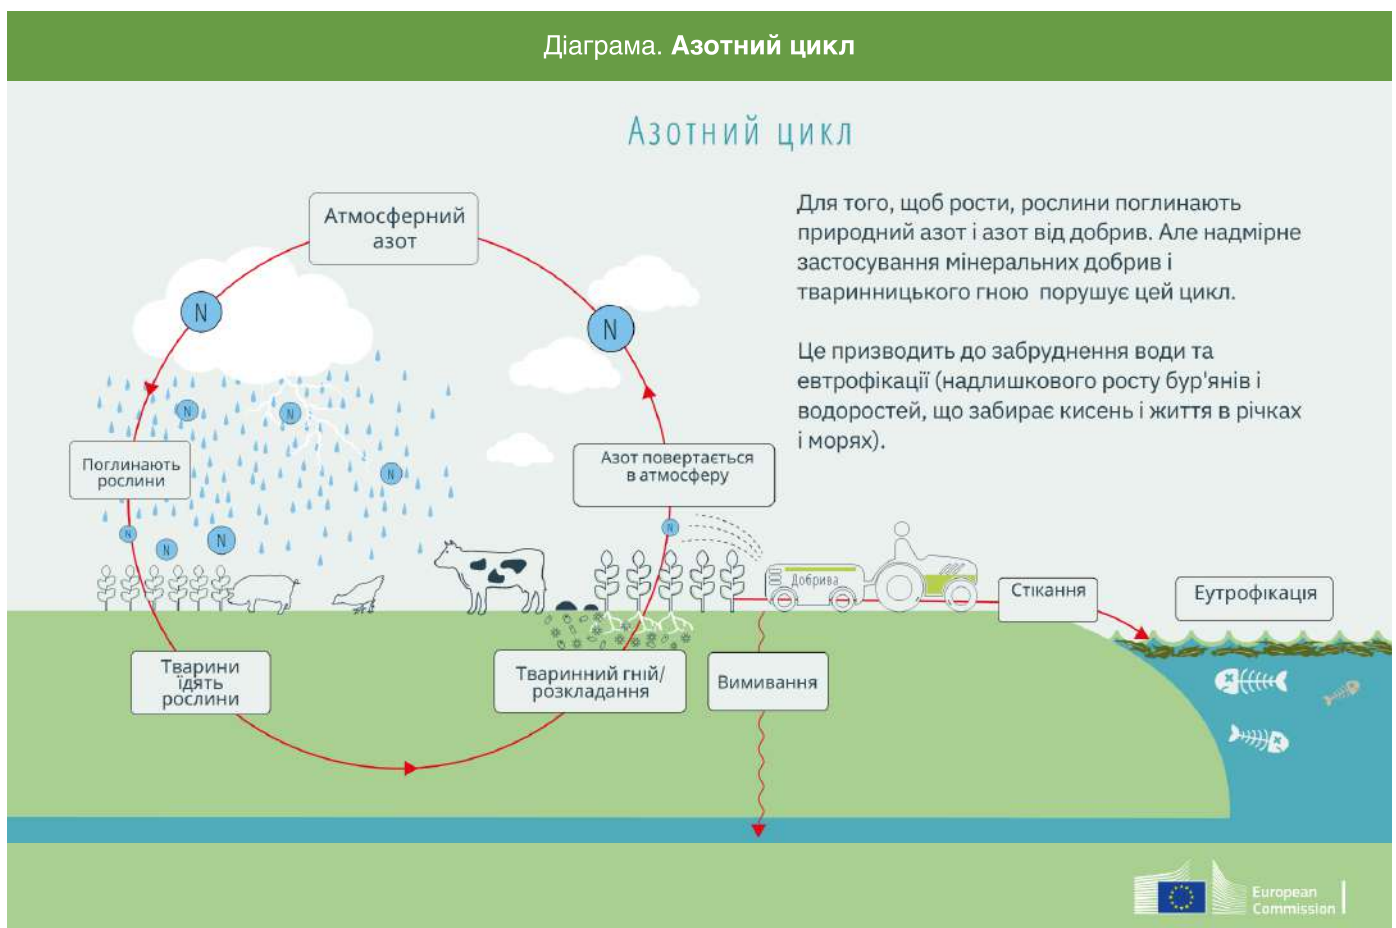 Діаграма. Азотний цикл
Азотний цикл
Для того, щоб рости, рослини поглинають
природний азот і азот від добрив. Але надмірне
застосування мінеральних добрив і
тваринницького гною порушує цей цикл.
Це призводить до забруднення води та
евтрофікації (надлишкового росту бур'янів і
водоростей, що забирає кисень і життя в річках
і морях).
Атмосферний
азот
N
N
N
N
N
Поглинають
рослини
N
N
N
Азот повертається
в атмосферу
N
Добрива
Стікання
Еутрофікація
Тварини
їдять
рослини
Тваринний гній/
розкладання
Вимивання
European
Commission